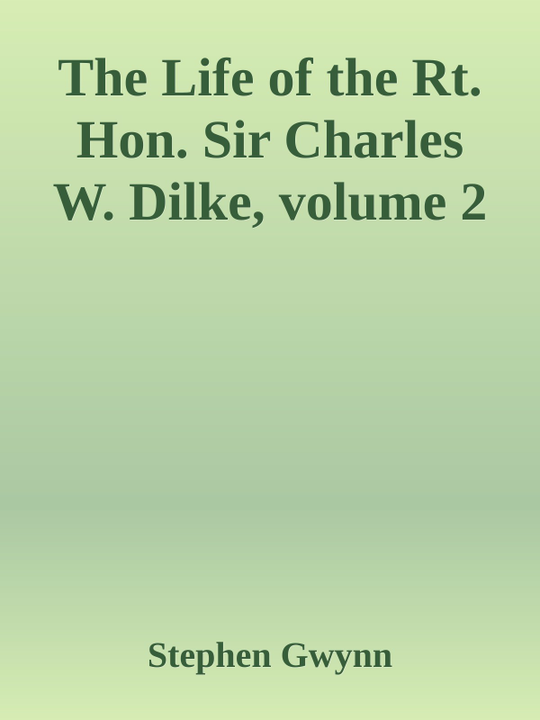 The Life of the Rt.
Hon. Sir Charles
W. Dilke, volume 2
Stephen Gwynn